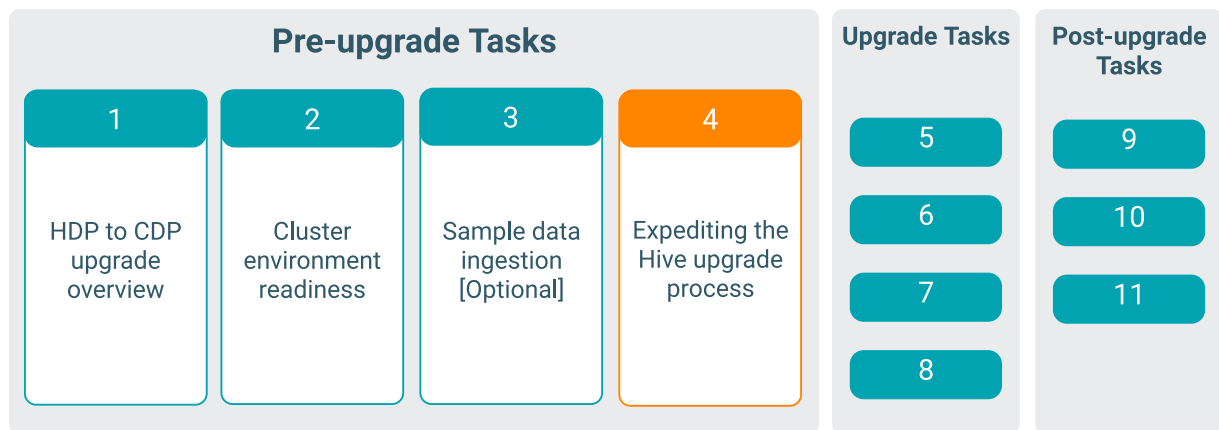 Pre-upgrade Tasks
1
HDP to CDP
upgrade
overview
2
Cluster
environment
readiness
3
Sample data
ingestion
[Optional]
4
Expediting the
Hive upgrade
process
Upgrade Tasks
5
6
7
8
Post-upgrade
Tasks
9
10
11